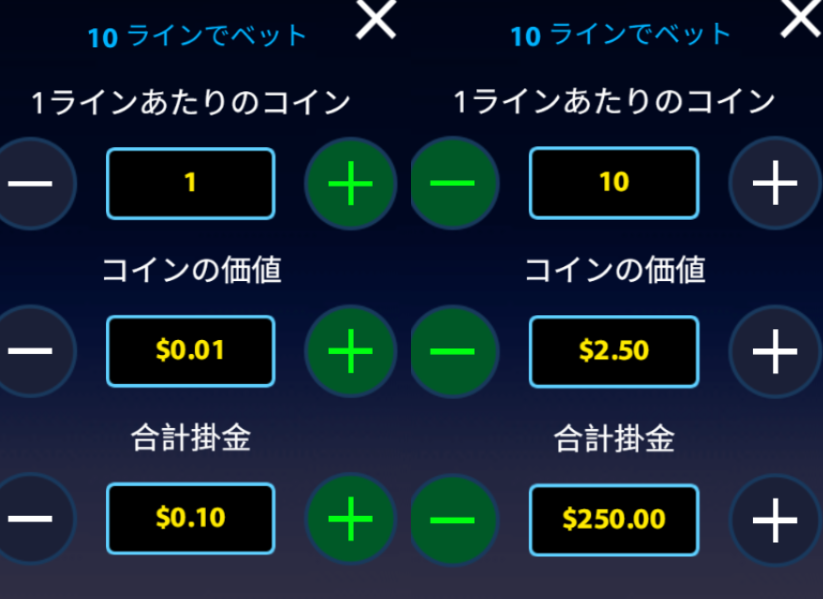 10 ラインでベット
1ラインあたりのコイン
1
コインの価値
$0.01
合計掛金
$0.10
10 ラインでベット
1ラインあたりのコイン
10
コインの価値
$2.50
合計掛金
$250.00